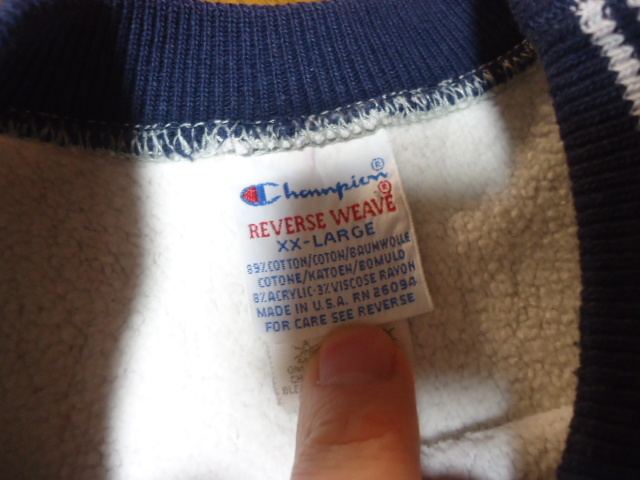 Champion®
REVERSE WEAVE®
XX-LARGE
89% COTTON/COTON/BAUMWOLLE
COTONE/KATOEN/BOMULD
8% ACRYLIC-3% VISCOSE RAYON
MADE IN U.S.A. RN 26094
FOR CARE SEE REVERSE